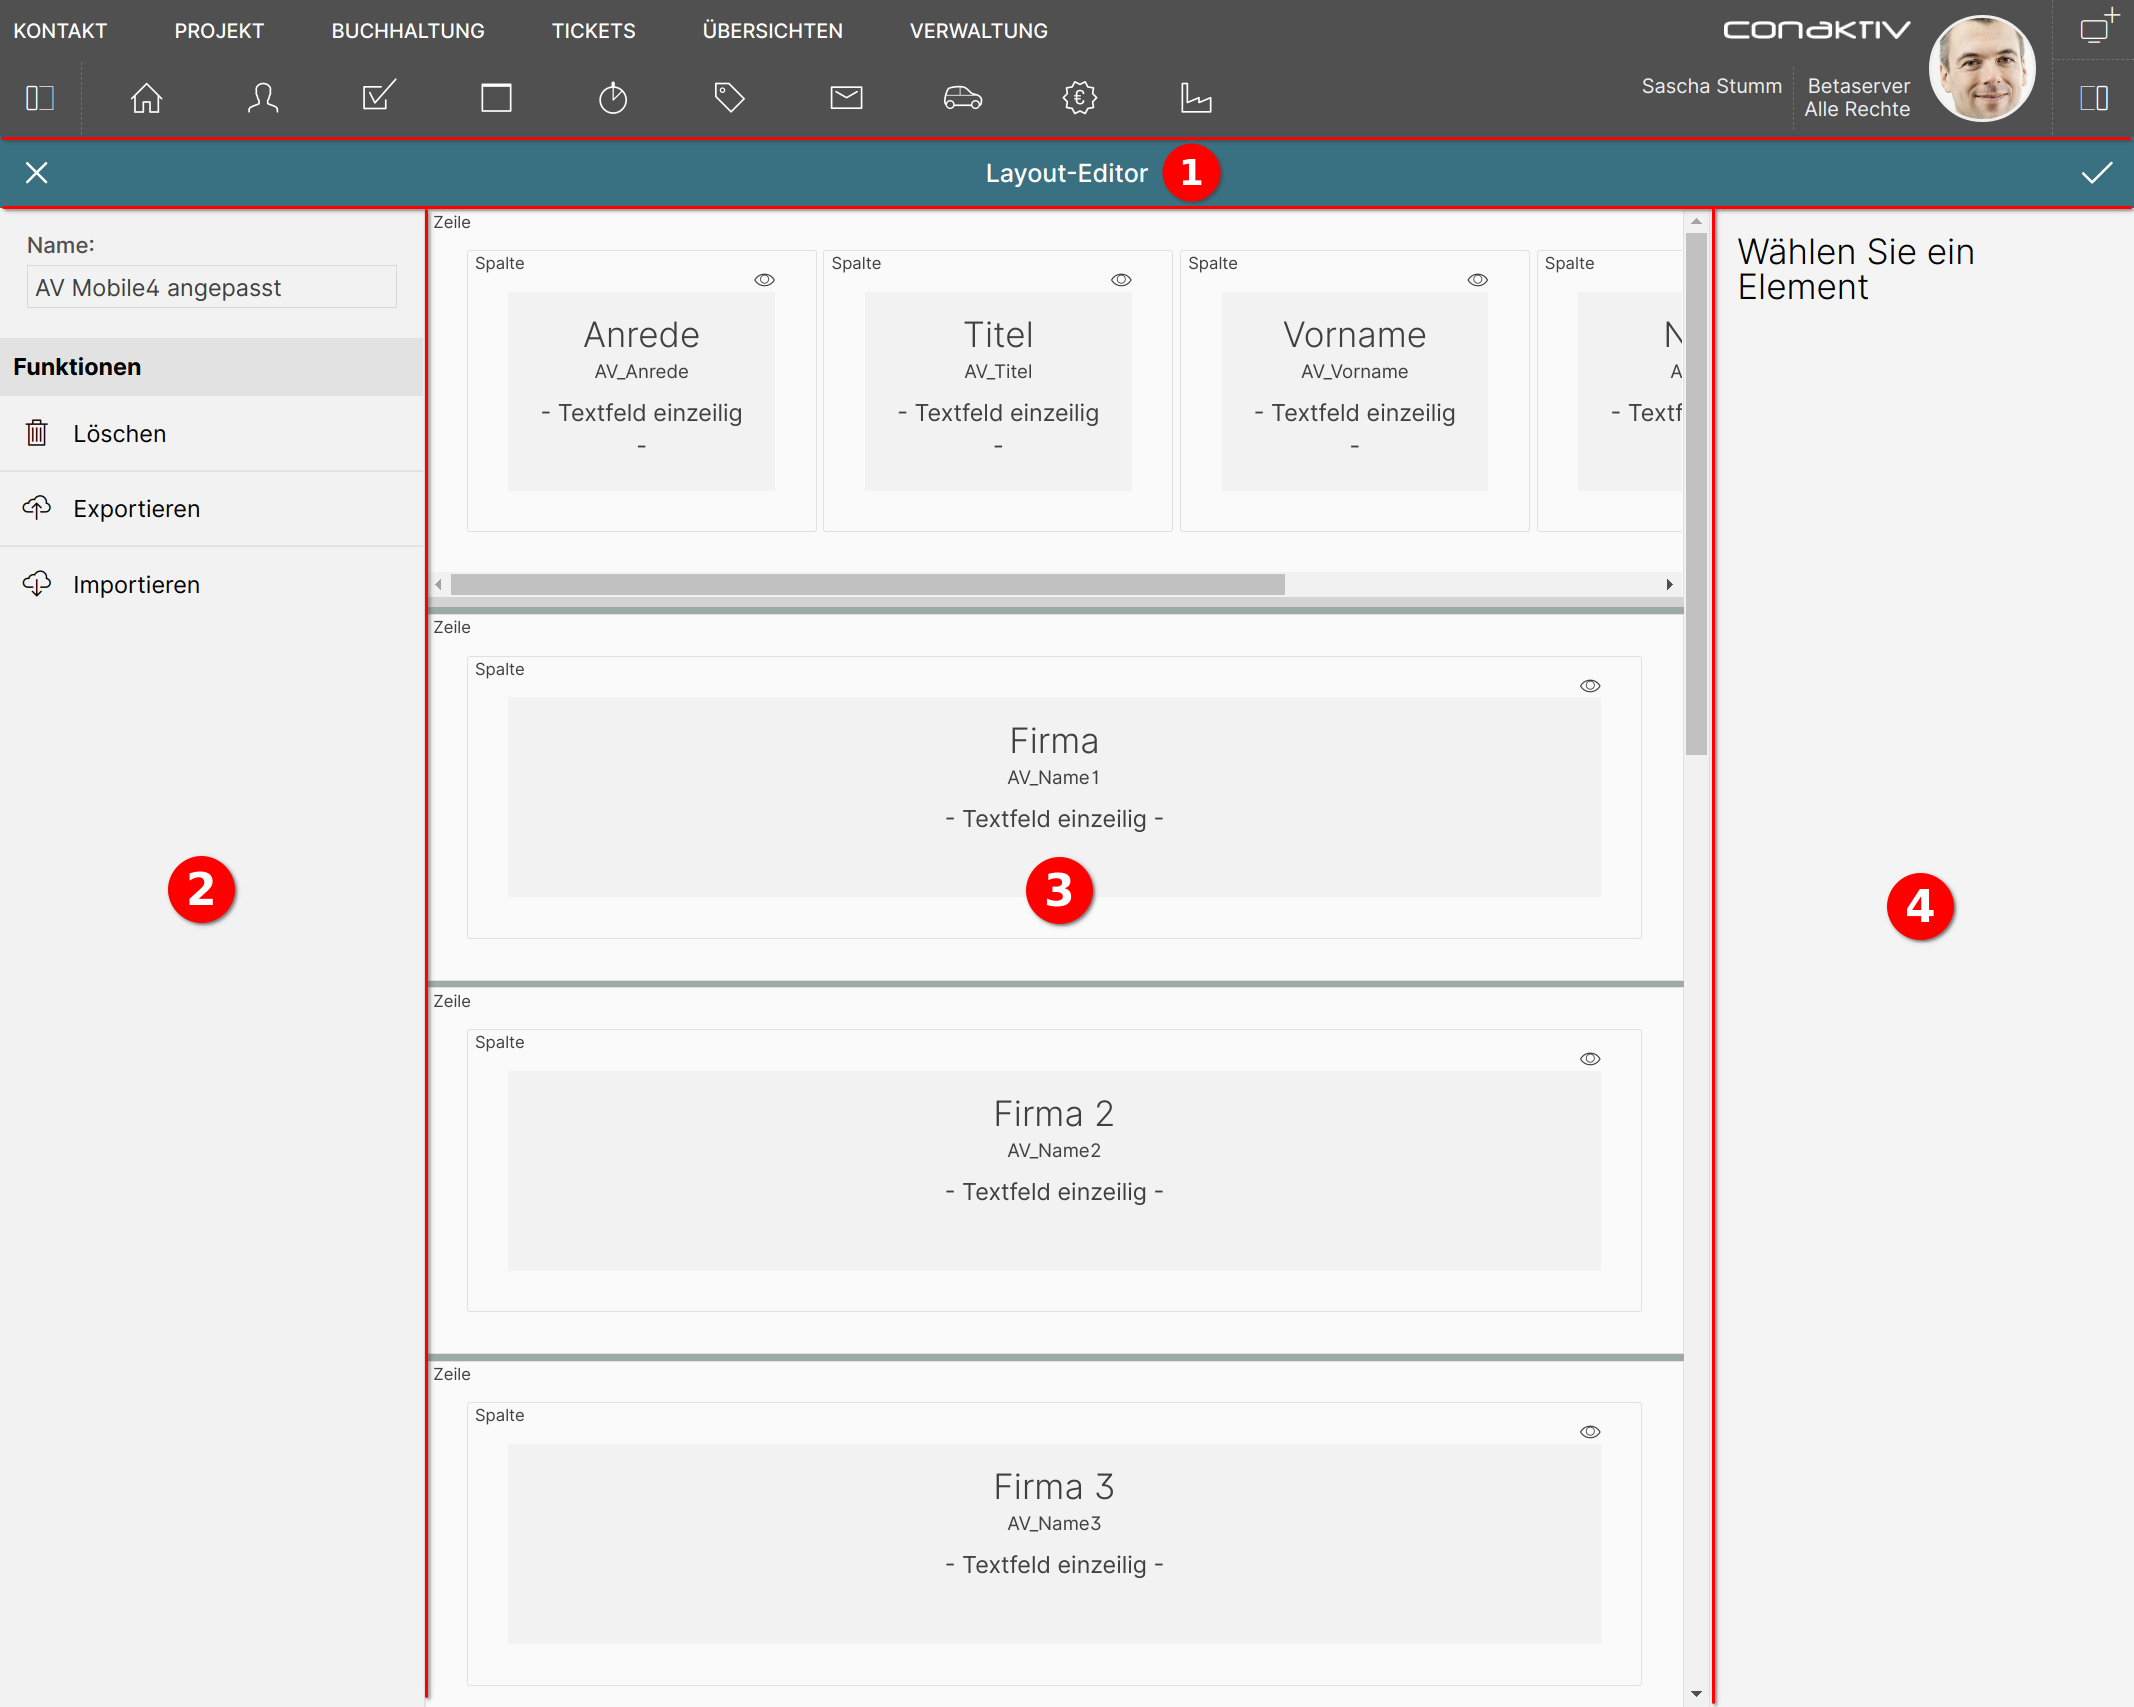 KONTAKT PROJEKT BUCHHALTUNG TICKETS ÜBERSICHTEN VERWALTUNG
conaktiv
Sascha Stumm
Betaserver
Alle Rechte
Layout-Editor 1
Name:
AV Mobile4 angepasst
Funktionen
Löschen
Exportieren
Importieren
2
Zeile
Spalte
Anrede
AV_Anrede
- Textfeld einzeilig
-
Spalte
Titel
AV_Titel
- Textfeld einzeilig
-
Spalte
Vorname
AV_Vorname
- Textfeld einzeilig
-
Spalte
N
A
- Textf
Zeile
Spalte
Firma
AV_Name1
- Textfeld einzeilig -
3
Zeile
Spalte
Firma 2
AV_Name2
- Textfeld einzeilig -
Zeile
Spalte
Firma 3
AV_Name3
- Textfeld einzeilig -
Wählen Sie ein
Element
4